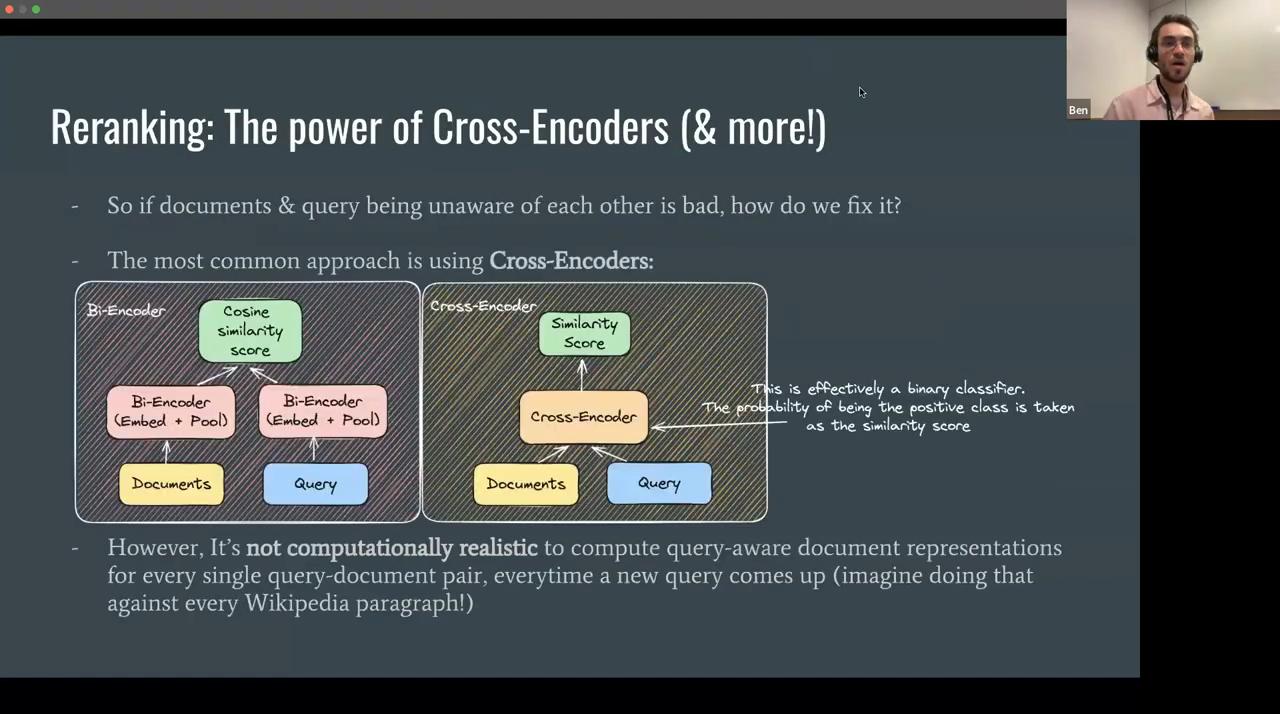 Ben
Reranking: The power of Cross-Encoders (& more!)
- So if documents & query being unaware of each other is bad, how do we fix it?
- The most common approach is using Cross-Encoders:
Bi-Encoder
Cosine
similarity
score
Bi-Encoder
(Embed + Pool)
Bi-Encoder
(Embed + Pool)
Documents
Query
Cross-Encoder
Similarity
Score
Cross-Encoder
Documents
Query
This is effectively a binary classifier.
The probability of being the positive class is taken
as the similarity score
- However, It's not computationally realistic to compute query-aware document representations
for every single query-document pair, everytime a new query comes up (imagine doing that
against every Wikipedia paragraph!)